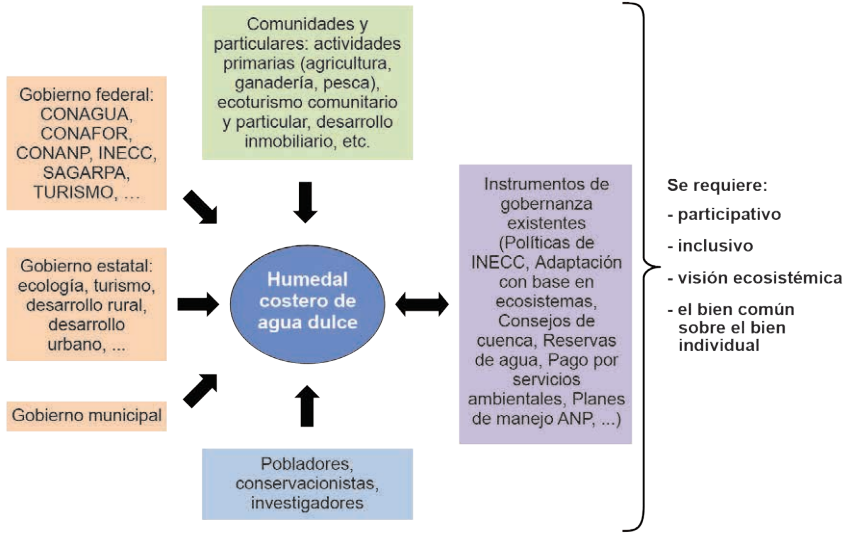 Comunidades y
particulares: actividades
primarias (agricultura,
ganadería, pesca),
ecoturismo comunitario
y particular, desarrollo
inmobiliario, etc.
Gobierno federal:
CONAGUA,
CONAFOR,
CONANP, INECC,
SAGARPA,
TURISMO, ...
Gobierno estatal:
ecología, turismo,
desarrollo rural,
desarrollo
urbano, ...
Gobierno municipal
Humedal
costero de
agua dulce
Pobladores,
conservacionistas,
investigadores
Instrumentos de
gobernanza
existentes
(Políticas de
INECC, Adaptación
con base en
ecosistemas,
Consejos de
cuenca, Reservas
de agua, Pago por
servicios
ambientales, Planes
de manejo ANP, ...)
Se requiere:
- participativo
- inclusivo
- visión ecosistémica
- el bien común
sobre el bien
individual